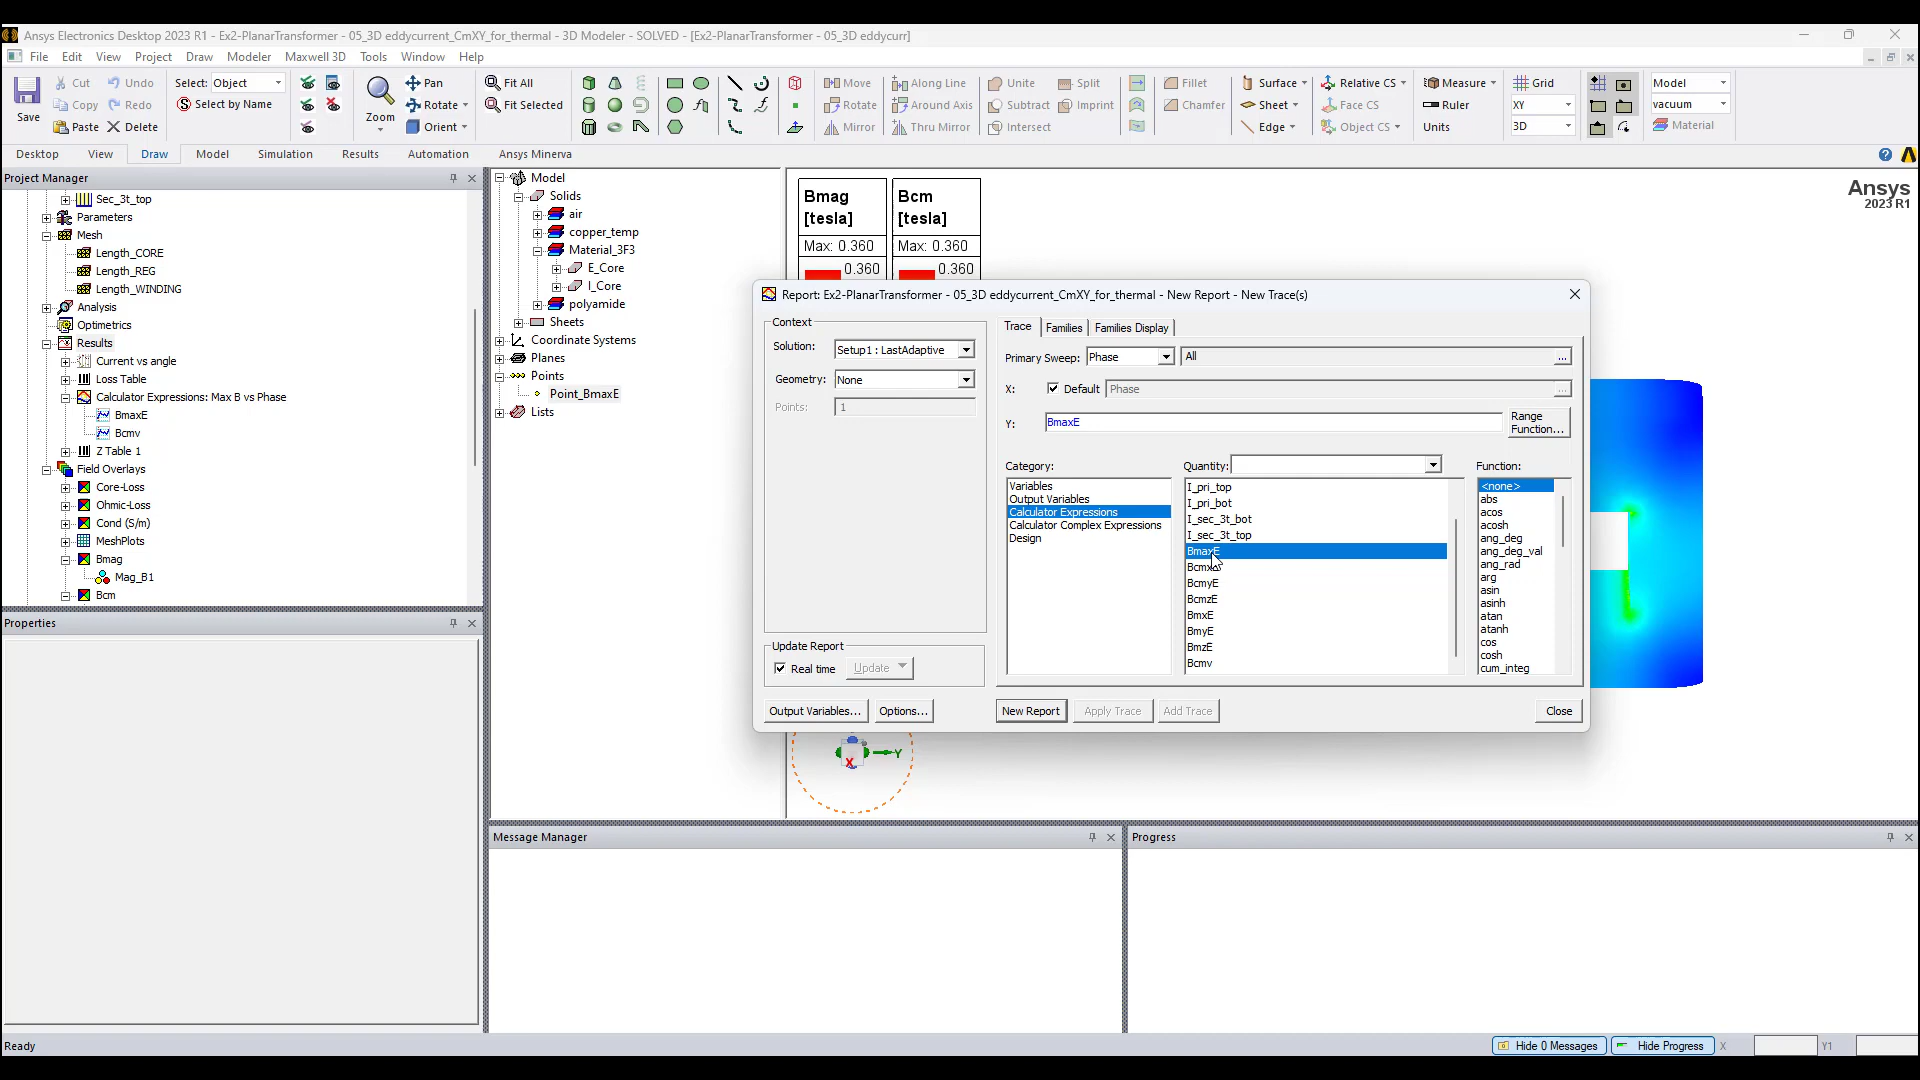 Ansys Electronics Desktop 2023 R1 - Ex2-PlanarTransformer - 05_3D eddycurrent_CmXY_for_thermal - 3D Modeler - SOLVED - [Ex2-PlanarTransformer - 05_3D eddycurr]
File Edit View Project Draw Modeler Maxwell 3D Tools Window Help
Save
Cut
Copy
Paste
Undo
Redo
Delete
Select: Object
Select by Name
Zoom
Pan
Rotate
Orient
Fit All
Fit Selected
Move
Rotate
Mirror
Along Line
Around Axis
Thru Mirror
Unite
Subtract
Intersect
Split
Imprint
Fillet
Chamfer
Surface
Sheet
Edge
Relative CS
Face CS
Object CS
Measure
Ruler
Units
Grid
XY
3D
Model
vacuum
Material
Desktop View Draw Model Simulation Results Automation Ansys Minerva
Project Manager
Sec_3t_top
Parameters
Mesh
Length_CORE
Length_REG
Length_WINDING
Analysis
Optimetrics
Results
Current vs angle
Loss Table
Calculator Expressions: Max B vs Phase
BmaxE
Bcmv
Z Table 1
Field Overlays
Core-Loss
Ohmic-Loss
Cond (S/m)
MeshPlots
Bmag
Mag_B1
Bcm
Properties
Model
Solids
air
copper_temp
Material_3F3
E_Core
I_Core
polyamide
Sheets
Coordinate Systems
Planes
Points
Point_BmaxE
Lists
Bmag
[tesla]
Max: 0.360
0.360
Bcm
[tesla]
Max: 0.360
0.360
Ansys
2023 R1
Report: Ex2-PlanarTransformer - 05_3D eddycurrent_CmXY_for_thermal - New Report - New Trace(s)
Context
Solution: Setup1 : LastAdaptive
Geometry: None
Points: 1
Update Report
Real time Update
Output Variables... Options...
Trace Families Families Display
Primary Sweep: Phase All ...
X: Default Phase ...
Y: BmaxE
Range
Function...
Category:
Variables
Output Variables
Calculator Expressions
Calculator Complex Expressions
Design
Quantity:
I_pri_top
I_pri_bot
I_sec_3t_bot
I_sec_3t_top
BmaxE
BcmyE
BcmzE
BmxE
BmyE
BmzE
Bcmv
Function:
<none>
abs
acos
acosh
ang_deg
ang_deg_val
ang_rad
arg
asin
asinh
atan
atanh
cos
cosh
cum_integ
New Report Apply Trace Add Trace Close
Y
X
Message Manager
Progress
Ready
Hide 0 Messages Hide Progress X Y1